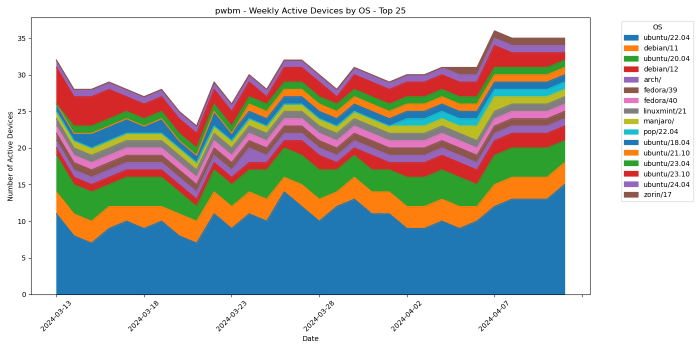 pwbm - Weekly Active Devices by OS - Top 25
Number of Active Devices
35
30
25
20
15
10
5
0
2024-03-13
2024-03-18
2024-03-23
2024-03-28
2024-04-02
2024-04-07
Date
OS
ubuntu/22.04
debian/11
ubuntu/20.04
debian/12
arch/
fedora/39
fedora/40
linuxmint/21
manjaro/
pop/22.04
ubuntu/18.04
ubuntu/21.10
ubuntu/23.04
ubuntu/23.10
ubuntu/24.04
zorin/17